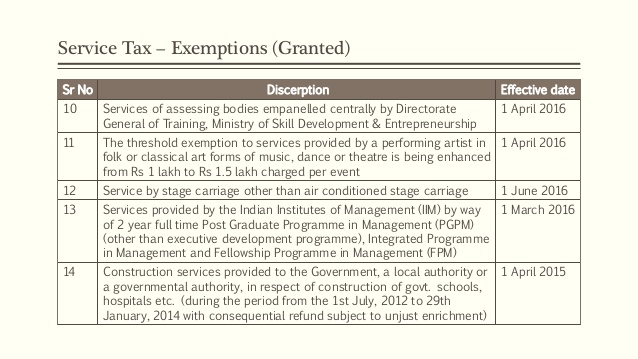 Service Tax – Exemptions (Granted)
Sr No Discerption Effective date
10 Services of assessing bodies empanelled centrally by Directorate 1 April 2016
General of Training, Ministry of Skill Development & Entrepreneurship
11 The threshold exemption to services provided by a performing artist in 1 April 2016
folk or classical art forms of music, dance or theatre is being enhanced
from Rs 1 lakh to Rs 1.5 lakh charged per event
12 Service by stage carriage other than air conditioned stage carriage 1 June 2016
13 Services provided by the Indian Institutes of Management (IIM) by way 1 March 2016
of 2 year full time Post Graduate Programme in Management (PGPM)
(other than executive development programme), Integrated Programme
in Management and Fellowship Programme in Management (FPM)
14 Construction services provided to the Government, a local authority or 1 April 2015
a governmental authority, in respect of construction of govt. schools,
hospitals etc. (during the period from the 1st July, 2012 to 29th
January, 2014 with consequential refund subject to unjust enrichment)